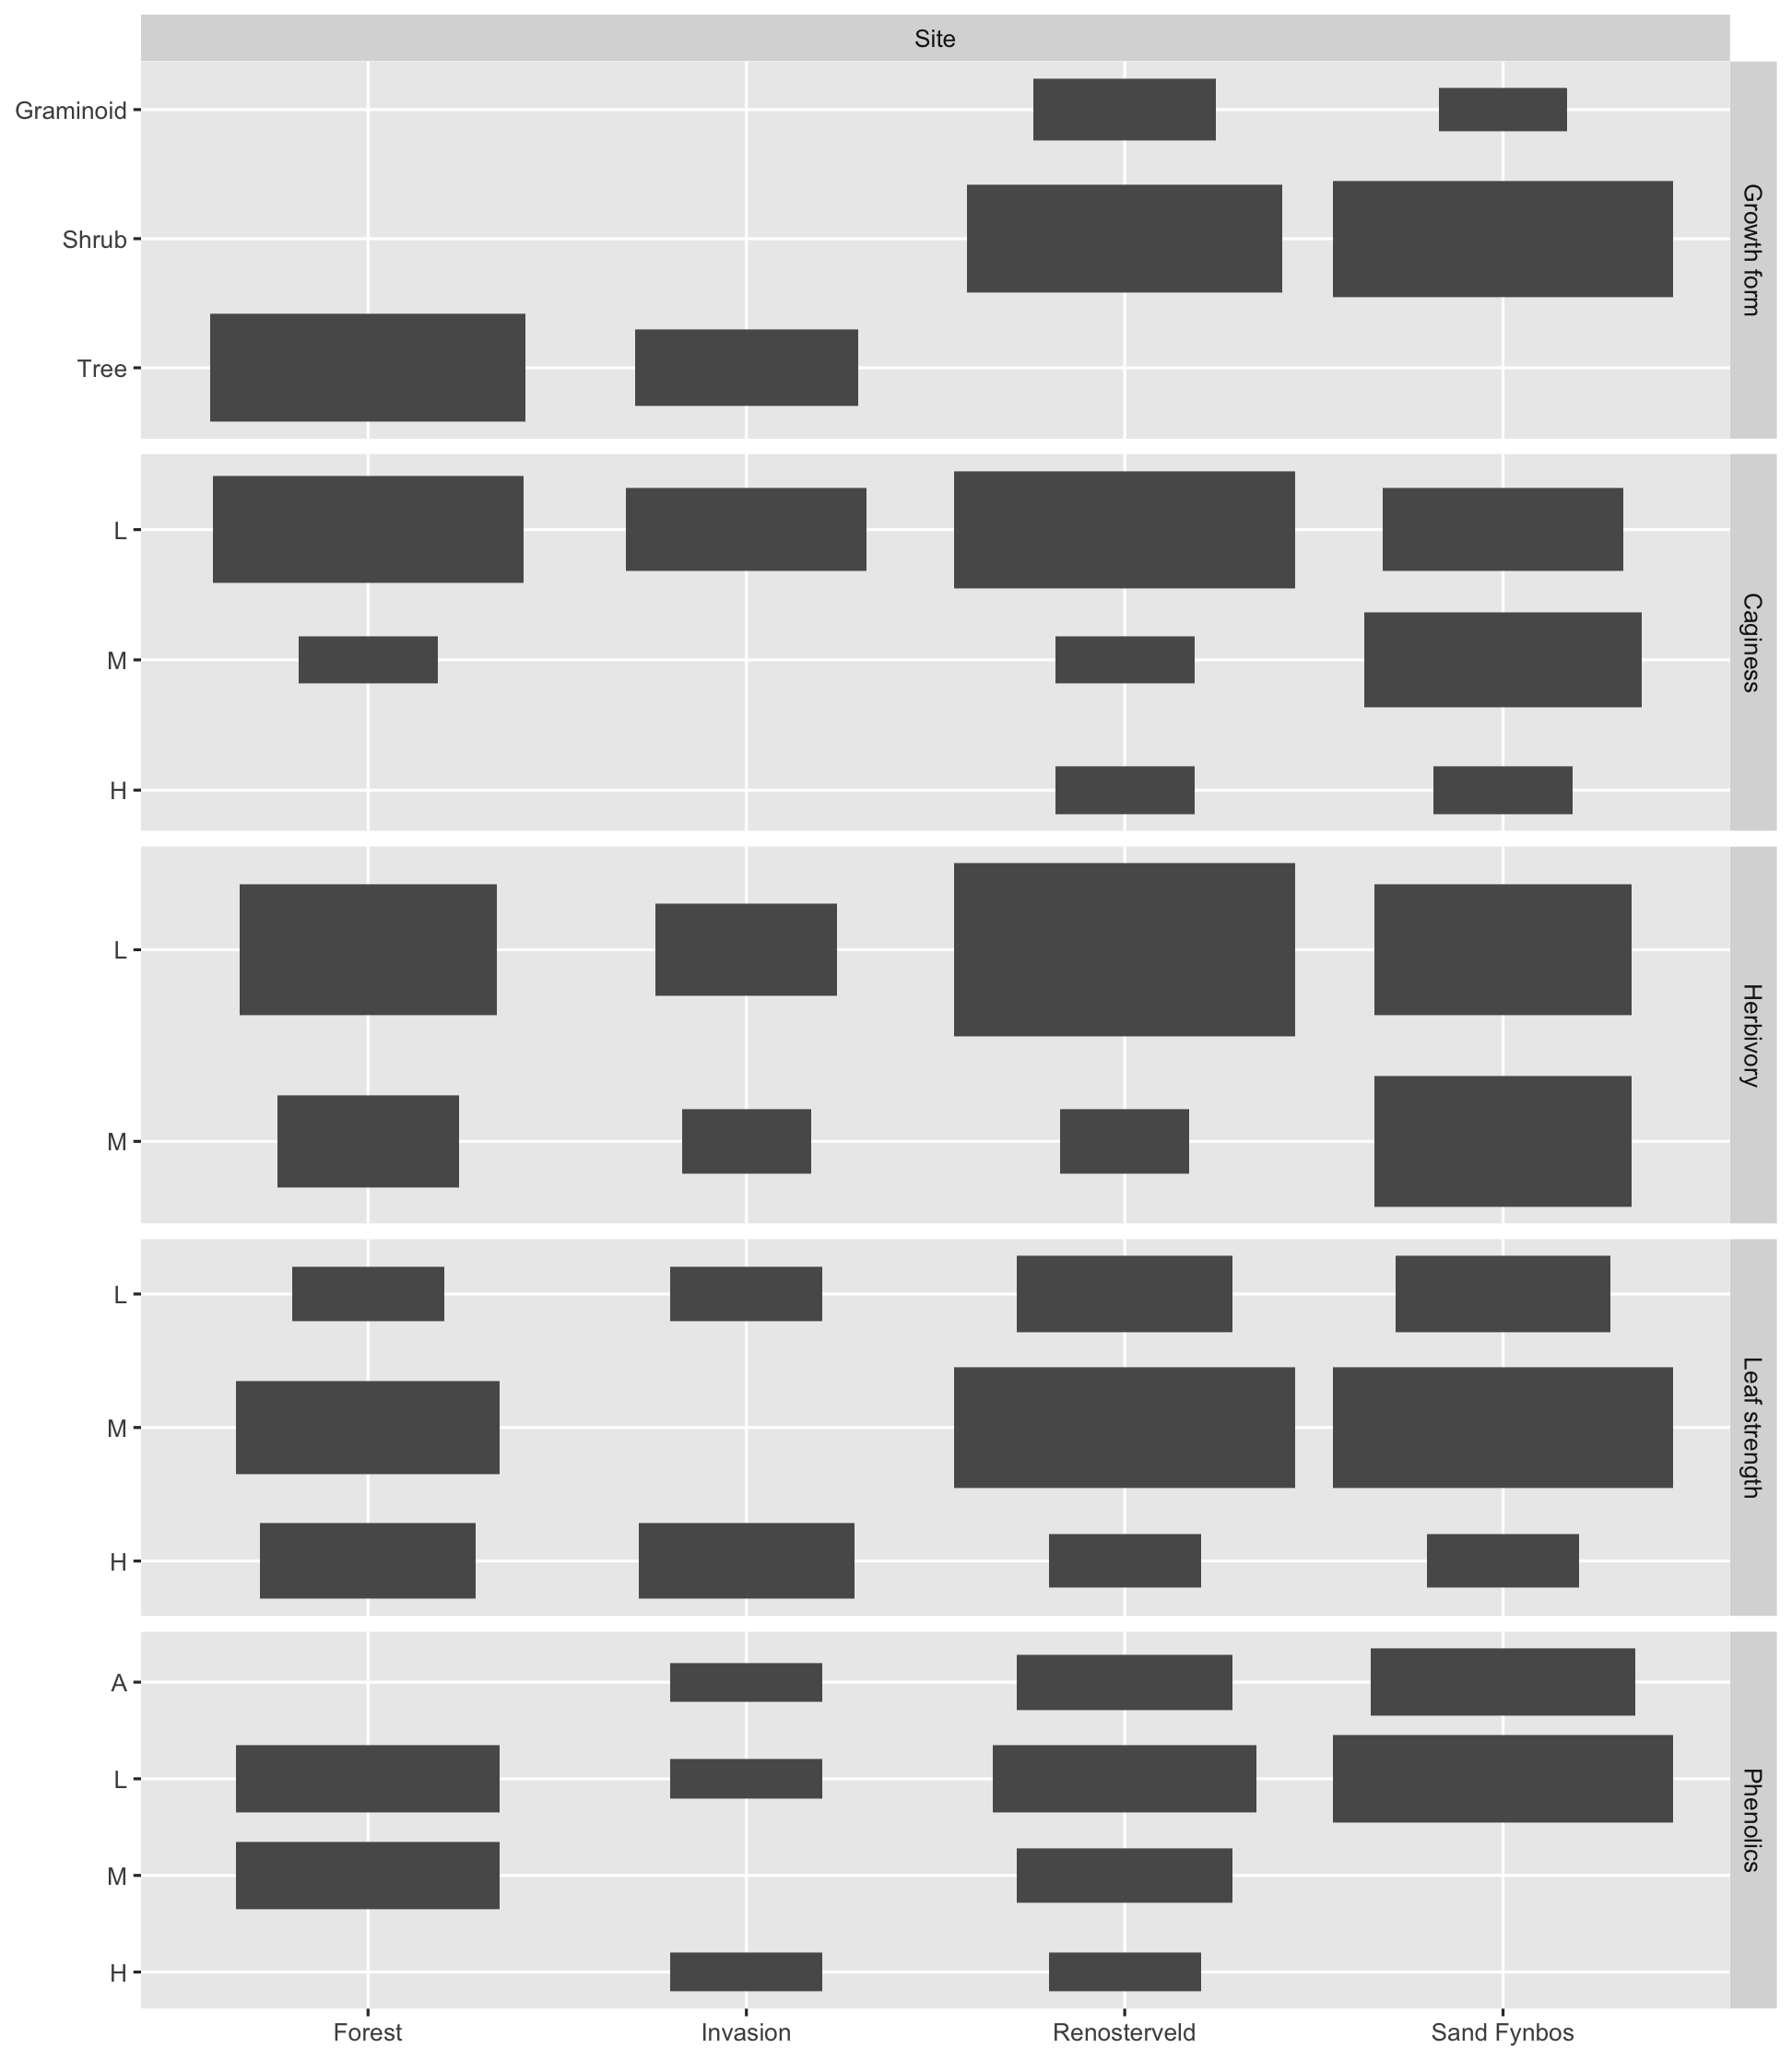 Site
Graminoid
Shrub
Tree
Growth form
L
M
H
Caginess
L
M
Herbivory
L
M
H
Leaf strength
A
L
M
H
Phenolics
Forest Invasion Renosterveld Sand Fynbos